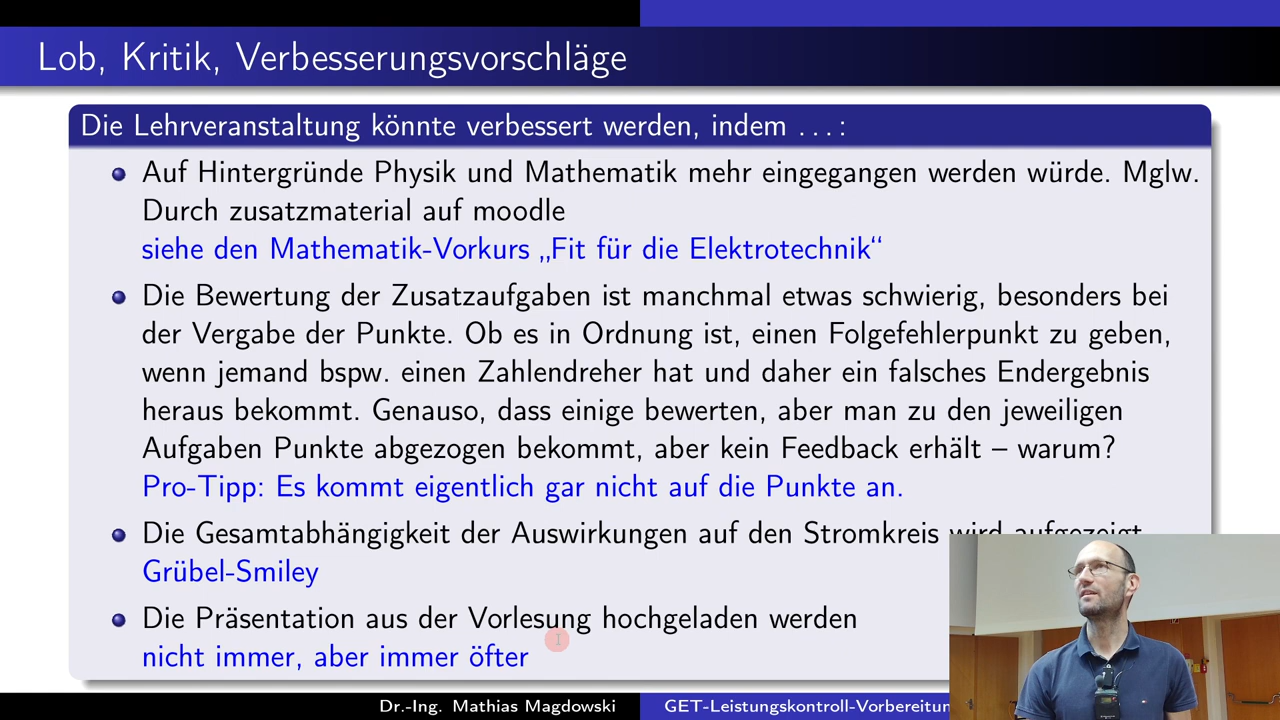 Lob, Kritik, Verbesserungsvorschläge
Die Lehrveranstaltung könnte verbessert werden, indem ...:
Auf Hintergründe Physik und Mathematik mehr eingegangen werden würde. Mglw.
Durch zusatzmaterial auf moodle
siehe den Mathematik-Vorkurs „Fit für die Elektrotechnik“
Die Bewertung der Zusatzaufgaben ist manchmal etwas schwierig, besonders bei
der Vergabe der Punkte. Ob es in Ordnung ist, einen Folgefehlerpunkt zu geben,
wenn jemand bspw. einen Zahlendreher hat und daher ein falsches Endergebnis
heraus bekommt. Genauso, dass einige bewerten, aber man zu den jeweiligen
Aufgaben Punkte abgezogen bekommt, aber kein Feedback erhält – warum?
Pro-Tipp: Es kommt eigentlich gar nicht auf die Punkte an.
Die Gesamtabhängigkeit der Auswirkungen auf den Stromkreis wird aufgezeigt
Grübel-Smiley
Die Präsentation aus der Vorlesung hochgeladen werden
nicht immer, aber immer öfter
Dr.-Ing. Mathias Magdowski
GET-Leistungskontroll-Vorbereitun